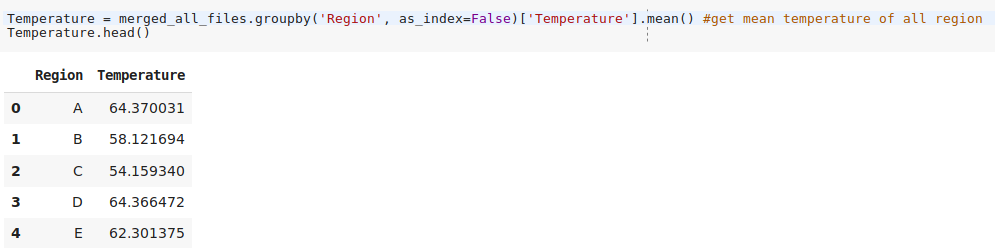 Temperature = merged_all_files.groupby('Region', as_index=False)['Temperature'].mean() #get mean temperature of all region
Temperature.head()
Region Temperature
0 A 64.370031
1 B 58.121694
2 C 54.159340
3 D 64.366472
4 E 62.301375